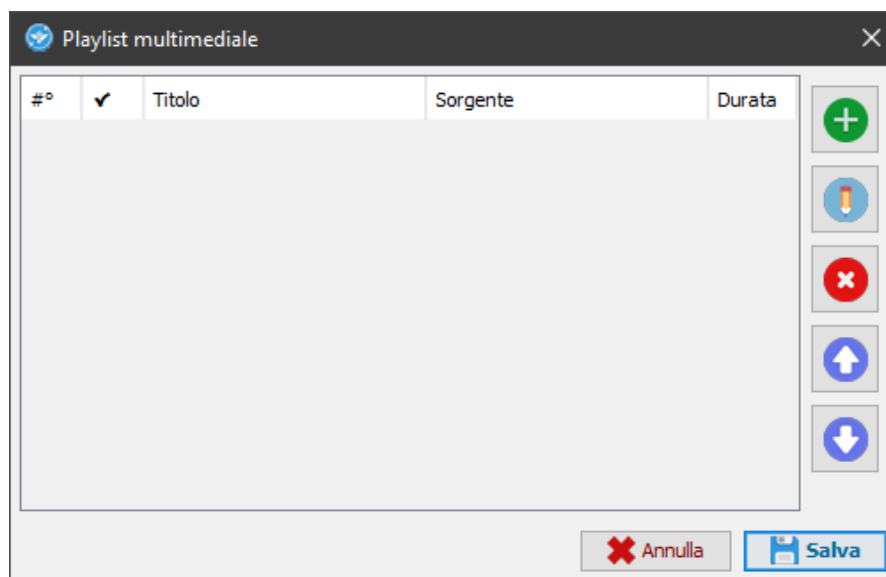 Playlist multimediale
#° ✔ Titolo Sorgente Durata
Annulla Salva